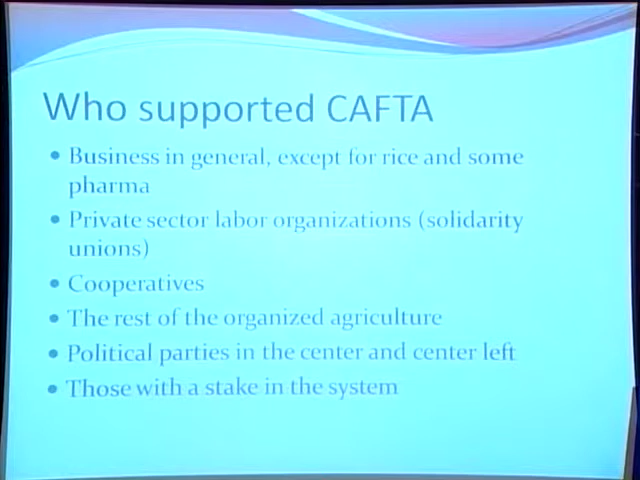 Who supported CAFTA
• Business in general, except for rice and some
pharma
• Private sector labor organizations (solidarity
unions)
• Cooperatives
• The rest of the organized agriculture
• Political parties in the center and center left
• Those with a stake in the system